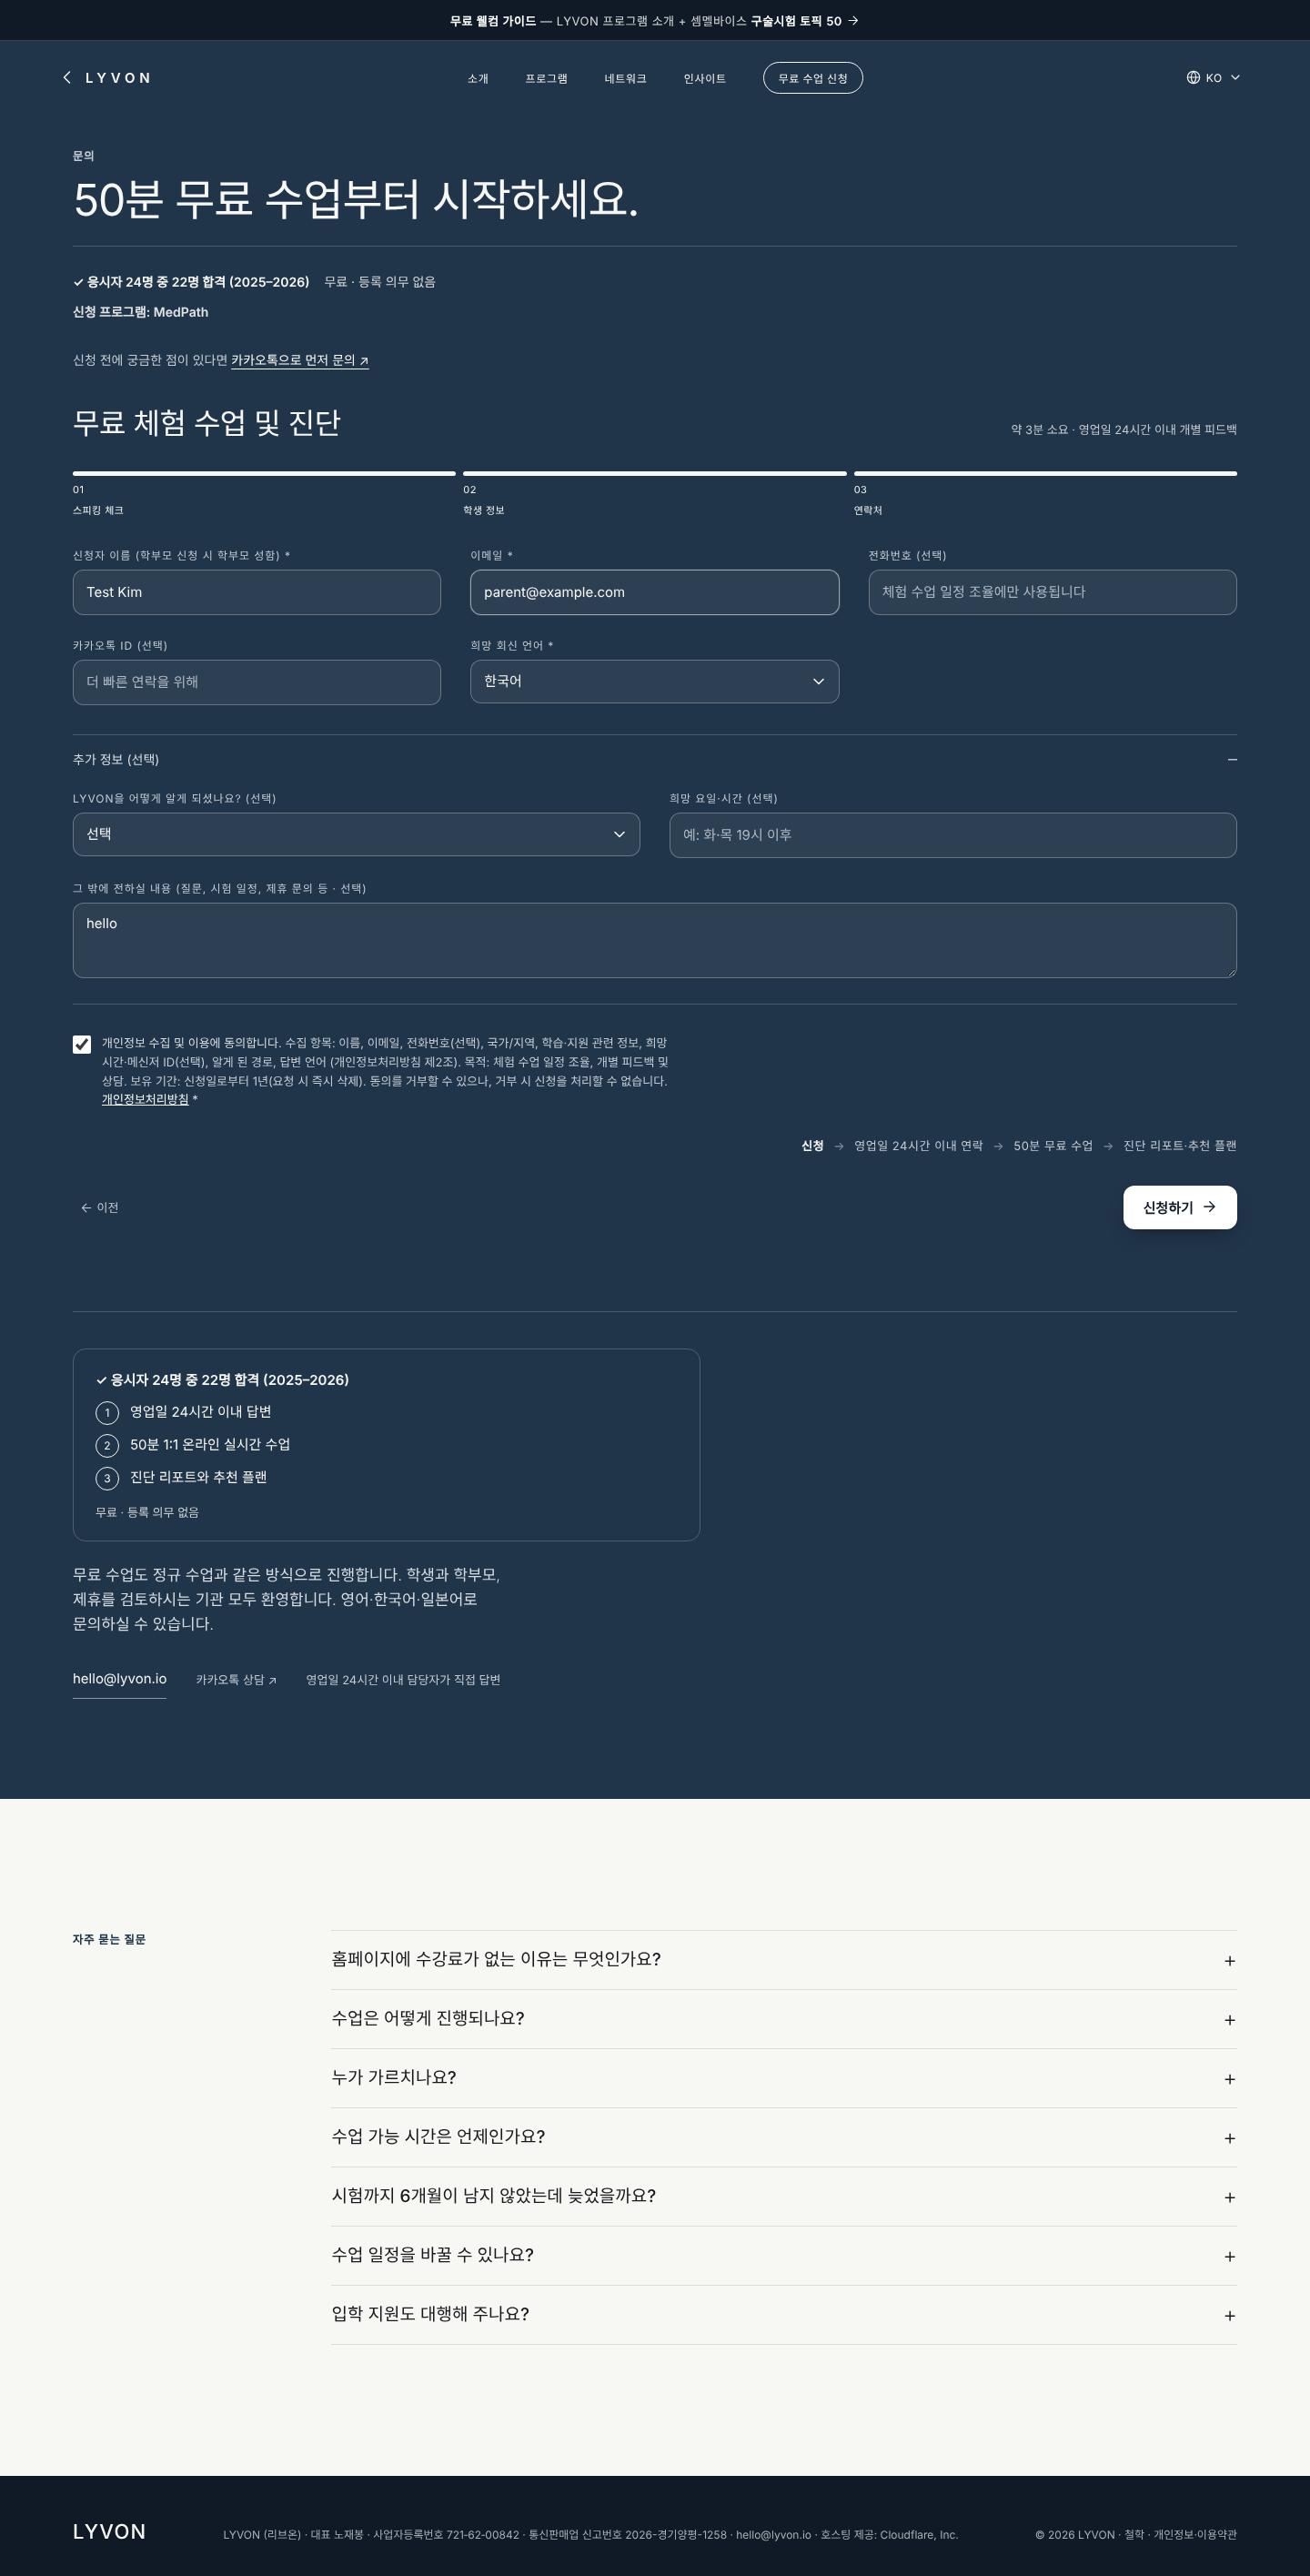 무료 웰컴 가이드 — LYVON 프로그램 소개 + 셈멜바이스 구술시험 토픽 50 →
LYVON
소개 프로그램 네트워크 인사이트 무료 수업 신청
KO
문의
50분 무료 수업부터 시작하세요.
✓ 응시자 24명 중 22명 합격 (2025–2026) 무료 · 등록 의무 없음
신청 프로그램: MedPath
신청 전에 궁금한 점이 있다면 카카오톡으로 먼저 문의 ↗
무료 체험 수업 및 진단
약 3분 소요 · 영업일 24시간 이내 개별 피드백
01 02 03
스피킹 체크 학생 정보 연락처
신청자 이름 (학부모 신청 시 학부모 성함) * 이메일 * 전화번호 (선택)
Test Kim parent@example.com 체험 수업 일정 조율에만 사용됩니다
카카오톡 ID (선택) 희망 회신 언어 *
더 빠른 연락을 위해 한국어
추가 정보 (선택) –
LYVON을 어떻게 알게 되셨나요? (선택) 희망 요일·시간 (선택)
선택 예: 화·목 19시 이후
그 밖에 전하실 내용 (질문, 시험 일정, 제휴 문의 등 · 선택)
hello
개인정보 수집 및 이용에 동의합니다. 수집 항목: 이름, 이메일, 전화번호(선택), 국가/지역, 학습·지원 관련 정보, 희망
시간·메신저 ID(선택), 알게 된 경로, 답변 언어 (개인정보처리방침 제2조). 목적: 체험 수업 일정 조율, 개별 피드백 및
상담. 보유 기간: 신청일로부터 1년(요청 시 즉시 삭제). 동의를 거부할 수 있으나, 거부 시 신청을 처리할 수 없습니다.
개인정보처리방침 *
신청 → 영업일 24시간 이내 연락 → 50분 무료 수업 → 진단 리포트·추천 플랜
← 이전
신청하기 →
✓ 응시자 24명 중 22명 합격 (2025–2026)
1 영업일 24시간 이내 답변
2 50분 1:1 온라인 실시간 수업
3 진단 리포트와 추천 플랜
무료 · 등록 의무 없음
무료 수업도 정규 수업과 같은 방식으로 진행합니다. 학생과 학부모,
제휴를 검토하시는 기관 모두 환영합니다. 영어·한국어·일본어로
문의하실 수 있습니다.
hello@lyvon.io 카카오톡 상담 ↗ 영업일 24시간 이내 담당자가 직접 답변
자주 묻는 질문
홈페이지에 수강료가 없는 이유는 무엇인가요? +
수업은 어떻게 진행되나요? +
누가 가르치나요? +
수업 가능 시간은 언제인가요? +
시험까지 6개월이 남지 않았는데 늦었을까요? +
수업 일정을 바꿀 수 있나요? +
입학 지원도 대행해 주나요? +
LYVON
LYVON (리브온) · 대표 노재봉 · 사업자등록번호 721-62-00842 · 통신판매업 신고번호 2026-경기양평-1258 · hello@lyvon.io · 호스팅 제공: Cloudflare, Inc.
© 2026 LYVON · 철학 · 개인정보·이용약관